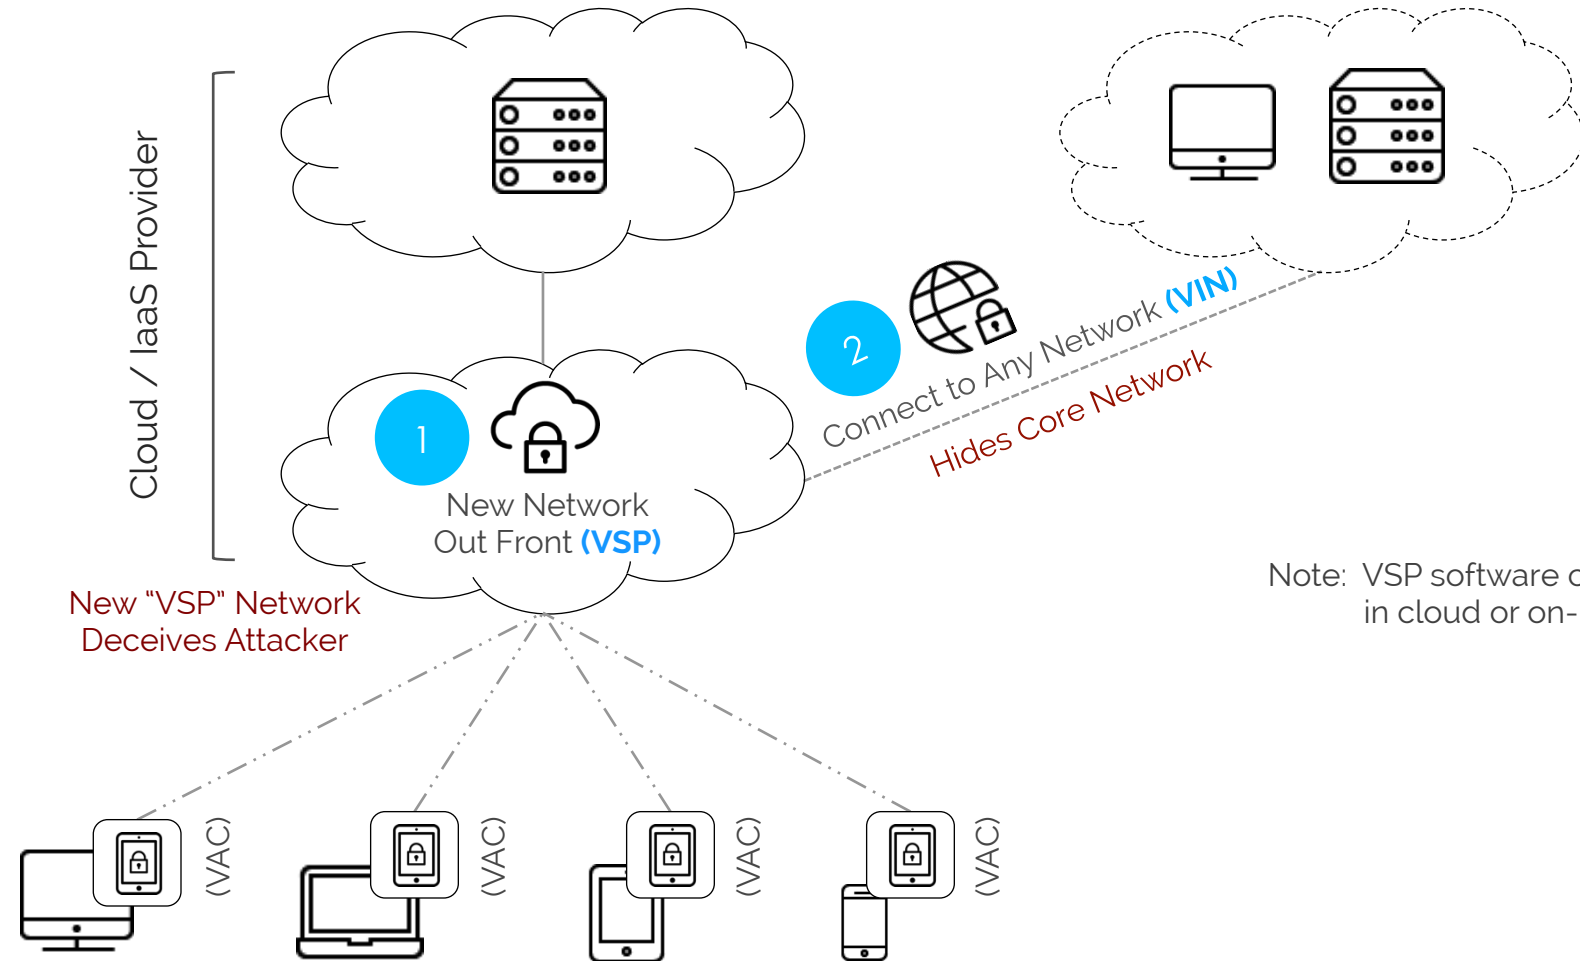 Cloud / IaaS Provider
1
New Network
Out Front (VSP)
2
Connect to Any Network (VIN)
Hides Core Network
New “VSP” Network
Deceives Attacker
Note: VSP software
in cloud or on-
(VAC)
(VAC)
(VAC)
(VAC)